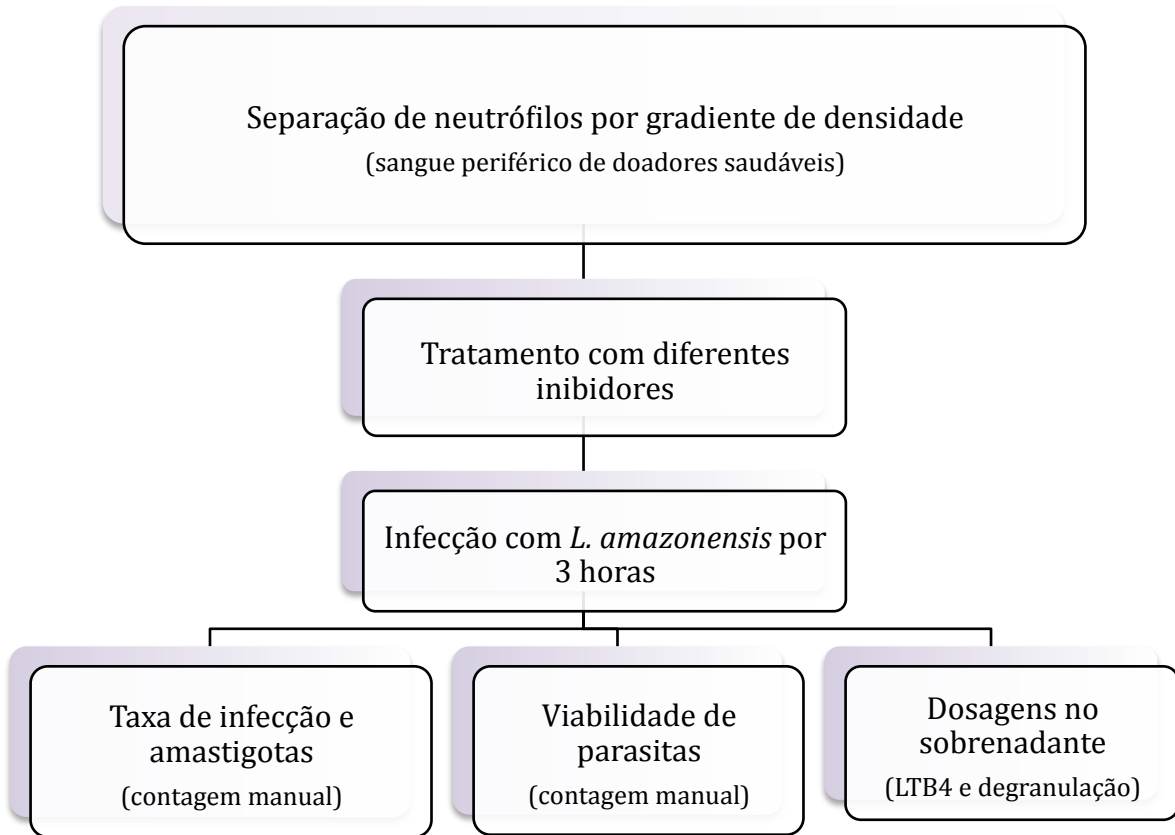 Separação de neutrófilos por gradiente de densidade
(sangue periférico de doadores saudáveis)
Tratamento com diferentes
inibidores
Infecção com L. amazonensis por
3 horas
Taxa de infecção e
amastigotas
(contagem manual)
Viabilidade de
parasitas
(contagem manual)
Dosagens no
sobrenadante
(LTB4 e degranulação)